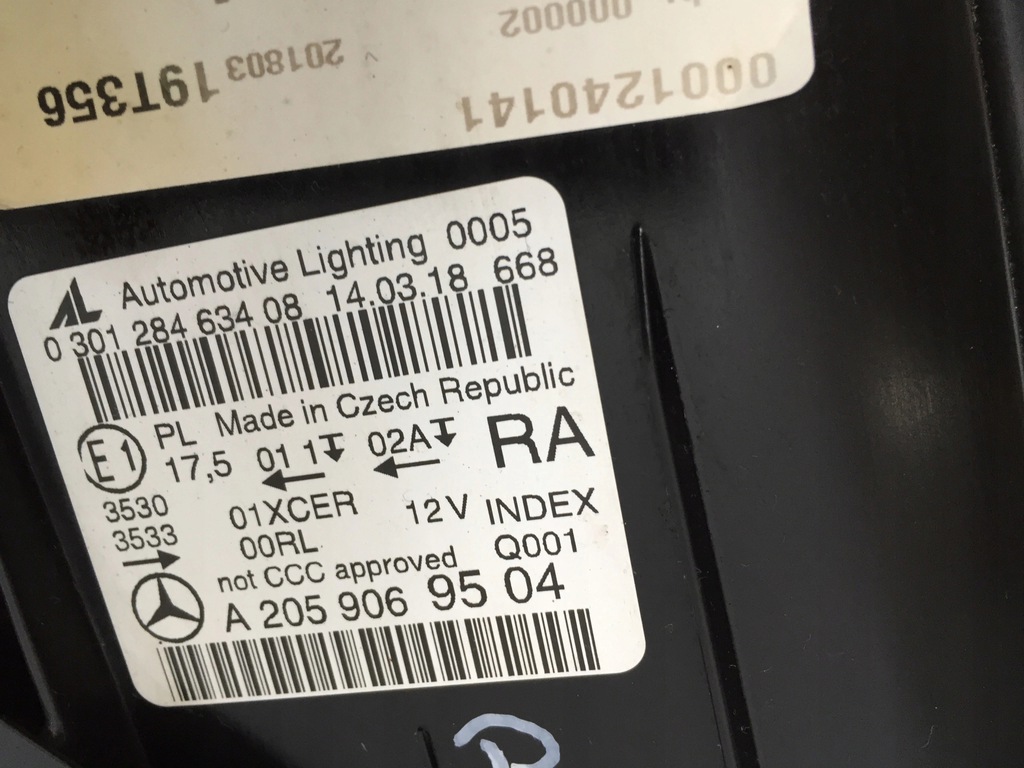 000002
0001240141
201803 19T356
AL Automotive Lighting 0005
0 301 284 634 08 14.03.18 668
Made in Czech Republic
E1 PL 17,5 01 1 02A RA
3530 01XCER 12V INDEX
3533 00RL Q001
not CCC approved
A 205 906 95 04
R